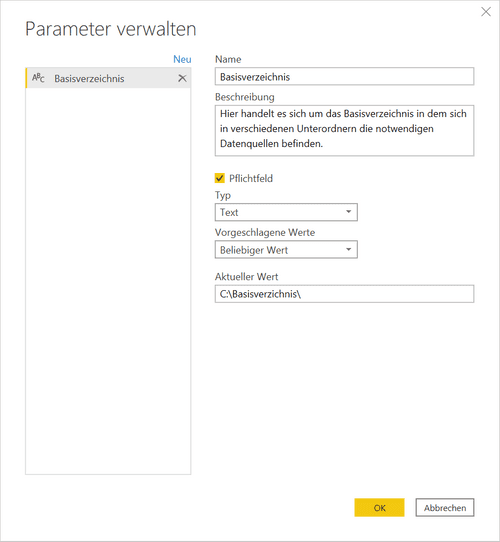 Parameter verwalten
Neu
ABC Basisverzeichnis
Name
Basisverzeichnis
Beschreibung
Hier handelt es sich um das Basisverzeichnis in dem sich
in verschiedenen Unterordnern die notwendigen
Datenquellen befinden.
Pflichtfeld
Typ
Text
Vorgeschlagene Werte
Beliebiger Wert
Aktueller Wert
C:\Basisverzichnis\
OK
Abbrechen